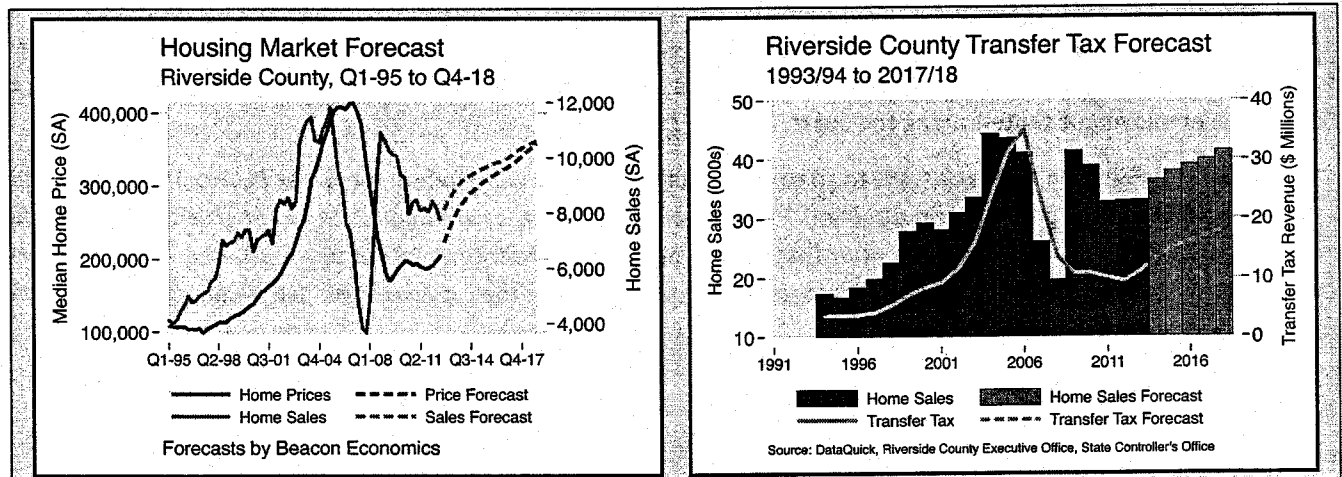 Housing Market Forecast
Riverside County, Q1-95 to Q4-18
Median Home Price (SA)
400,000
300,000
200,000
100,000
12,000
10,000
8,000
6,000
4,000
Home Sales (SA)
Q1-95 Q2-98 Q3-01 Q4-04 Q1-08 Q2-11 Q3-14 Q4-17
Home Prices Price Forecast
Home Sales Sales Forecast
Forecasts by Beacon Economics
Riverside County Transfer Tax Forecast
1993/94 to 2017/18
Home Sales (000s)
50
40
30
20
10
40
30
20
10
0
Transfer Tax Revenue ($ Millions)
1991 1996 2001 2006 2011 2016
Home Sales Home Sales Forecast
Transfer Tax Transfer Tax Forecast
Source: DataQuick, Riverside County Executive Office, State Controller's Office